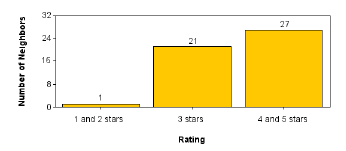 Number of Neighbors
32
24
16
8
0
1
21
27
1 and 2 stars
3 stars
4 and 5 stars
Rating